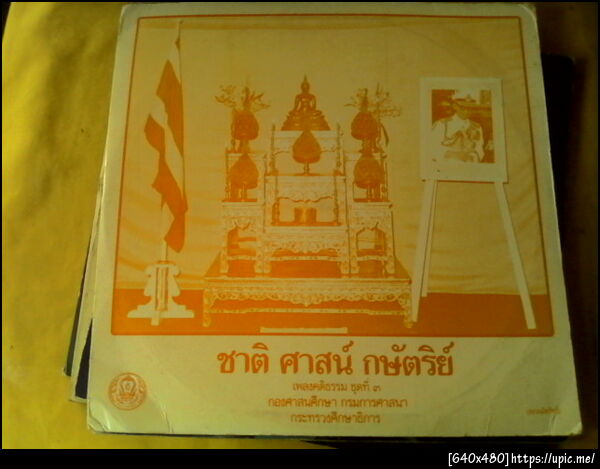 ชาติ ศาสน์ กษัตริย์
เพลงคติธรรม ชุดที่ ๓
กองศาสนศึกษา กรมการศาสนา
กระทรวงศึกษาธิการ
[640x480]https://upic.me/